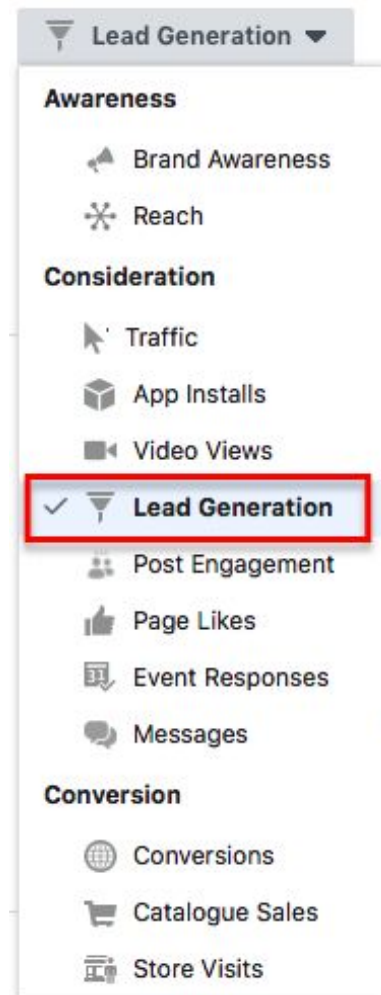 Lead Generation
Awareness
Brand Awareness
Reach
Consideration
Traffic
App Installs
Video Views
Lead Generation
Post Engagement
Page Likes
31 Event Responses
Messages
Conversion
Conversions
Catalogue Sales
Store Visits